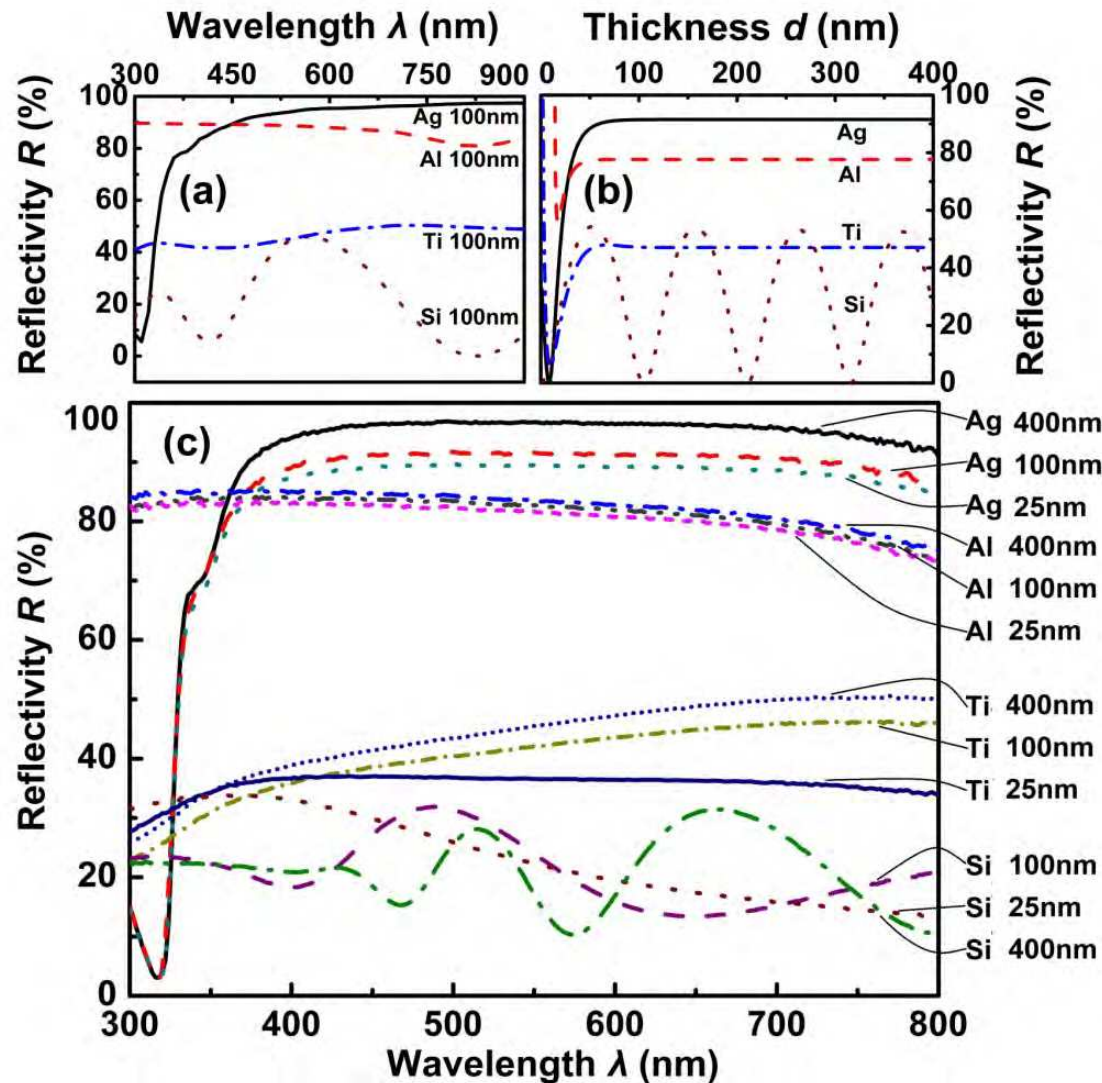 Wavelength λ (nm)
Thickness d (nm)
300 450 600 750 900
0 100 200 300 400
Reflectivity R (%)
100
80
60
40
20
0
(a)
Ag 100nm
Al 100nm
Ti 100nm
Si 100nm
(b)
Ag
Al
Ti
Si
100
80
60
40
20
0
Reflectivity R (%)
Reflectivity R (%)
100
80
60
40
20
0
(c)
Ag 400nm
Ag 100nm
Ag 25nm
Al 400nm
Al 100nm
Al 25nm
Ti 400nm
Ti 100nm
Ti 25nm
Si 100nm
Si 25nm
Si 400nm
300 400 500 600 700 800
Wavelength λ (nm)